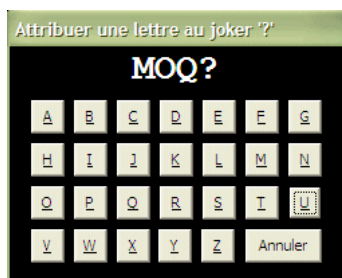 Attribuer une lettre au joker '?'
MOQ?
A B C D E F G
H I J K L M N
O P Q R S T U
V W X Y Z Annuler